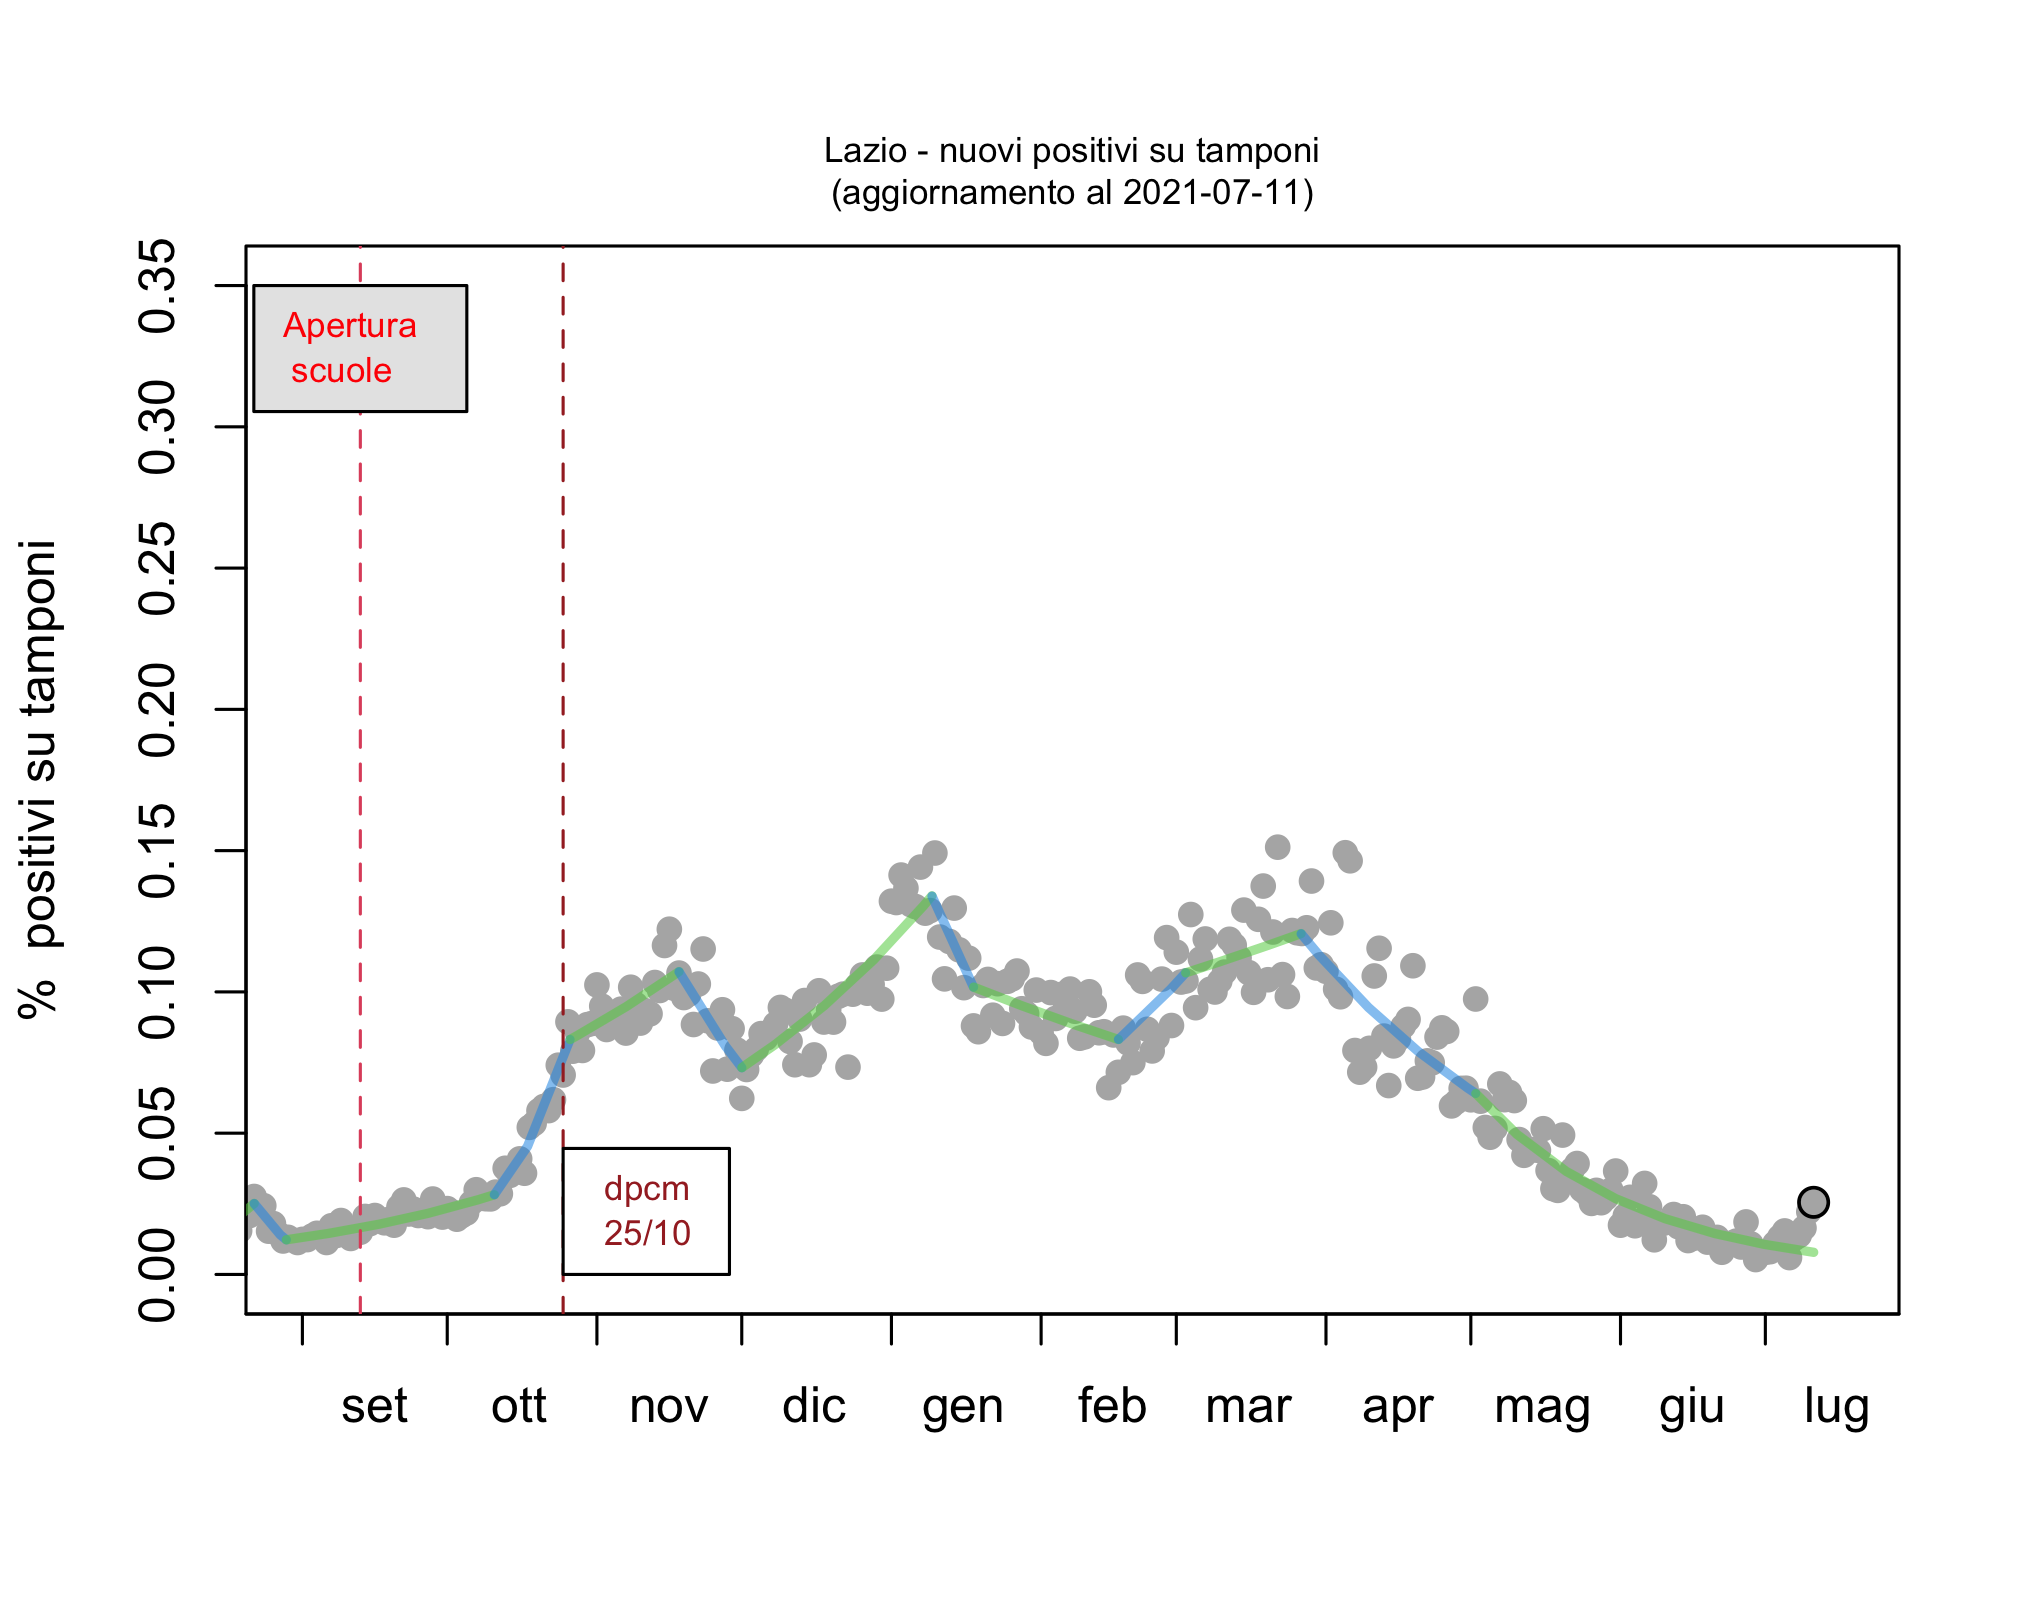 Lazio - nuovi positivi su tamponi
(aggiornamento al 2021-07-11)
% positivi su tamponi
0.35
0.30
0.25
0.20
0.15
0.10
0.05
0.00
Apertura
scuole
dpcm
25/10
set ott nov dic gen feb mar apr mag giu lug